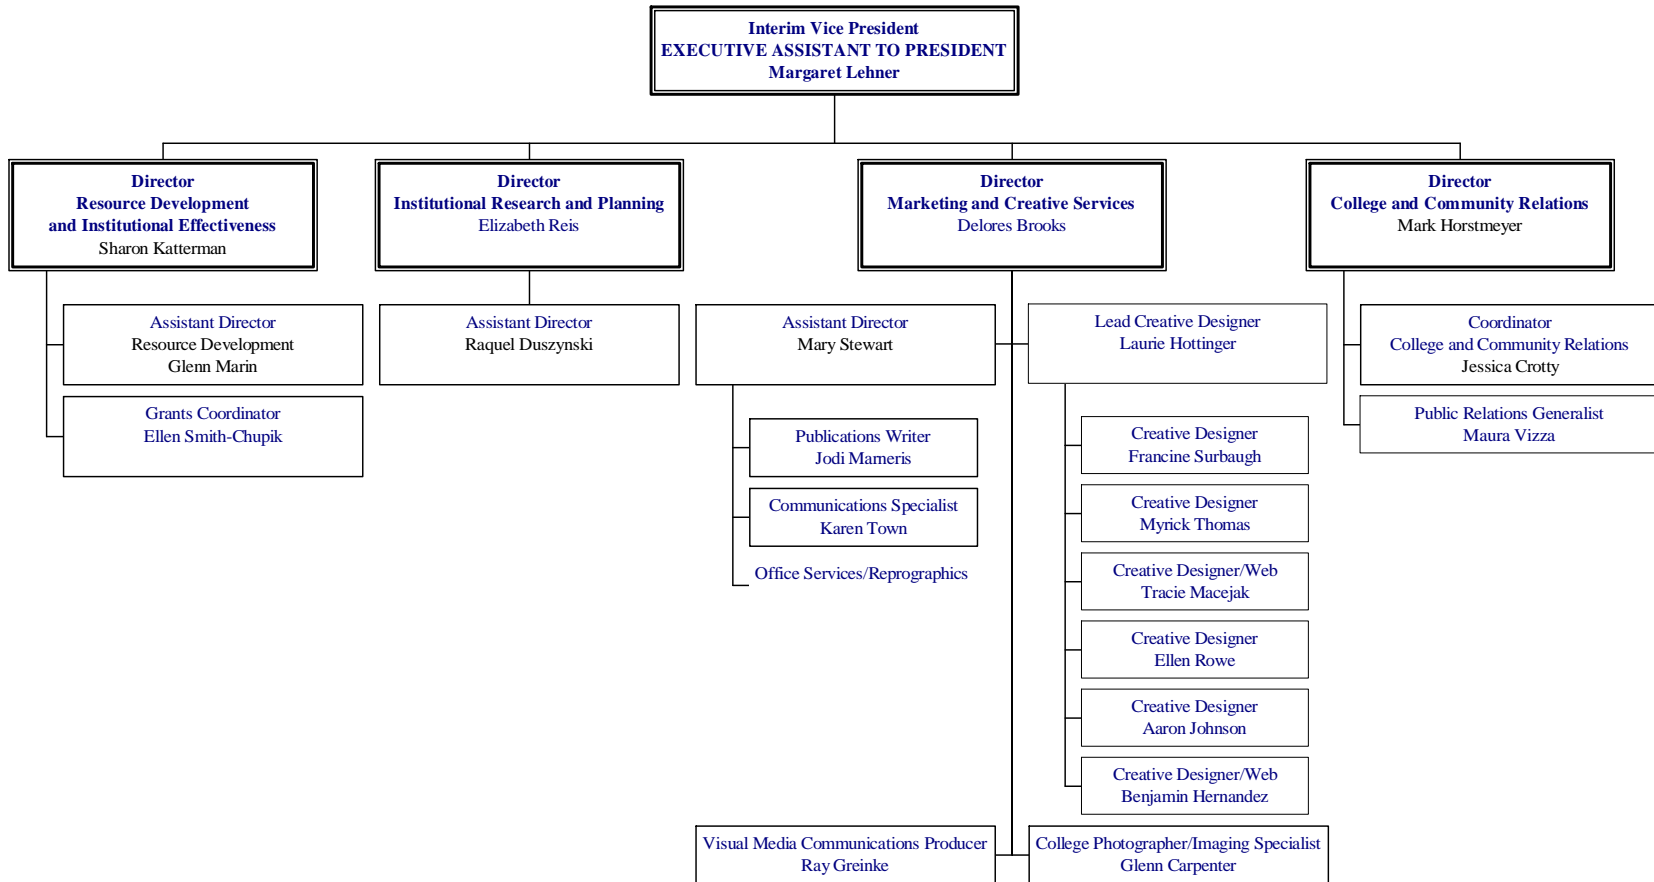 Interim Vice President
EXECUTIVE ASSISTANT TO PRESIDENT
Margaret Lehner
Director
Resource Development
and Institutional Effectiveness
Sharon Katterman
Director
Institutional Research and Planning
Elizabeth Reis
Director
Marketing and Creative Services
Delores Brooks
Director
College and Community Relations
Mark Horstmeyer
Assistant Director
Resource Development
Glenn Marin
Grants Coordinator
Ellen Smith-Chupik
Assistant Director
Raquel Duszynski
Assistant Director
Mary Stewart
Publications Writer
Jodi Marneris
Communications Specialist
Karen Town
Office Services/Reprographics
Lead Creative Designer
Laurie Hottinger
Creative Designer
Francine Surbaugh
Creative Designer
Myrick Thomas
Creative Designer/Web
Tracie Macejak
Creative Designer
Ellen Rowe
Creative Designer
Aaron Johnson
Creative Designer/Web
Benjamin Hernandez
Visual Media Communications Producer
Ray Greinke
College Photographer/Imaging Specialist
Glenn Carpenter
Coordinator
College and Community Relations
Jessica Crotty
Public Relations Generalist
Maura Vizza